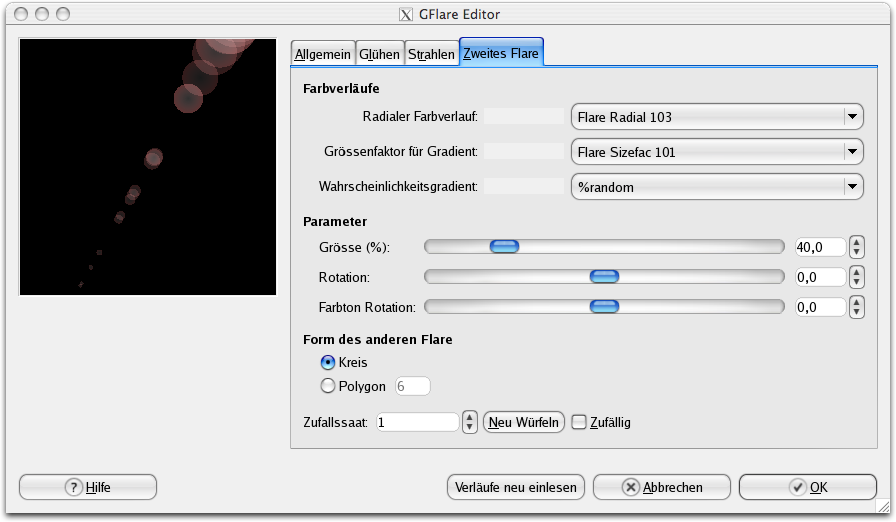 GFlare Editor
Allgemein Glühen Strahlen Zweites Flare
Farbverläufe
Radialer Farbverlauf: Flare Radial 103
Grössenfaktor für Gradient: Flare Sizefac 101
Wahrscheinlichkeitsgradient: %random
Parameter
Grösse (%): 40,0
Rotation: 0,0
Farbton Rotation: 0,0
Form des anderen Flare
Kreis
Polygon 6
Zufallssaat: 1 Neu Würfeln Zufällig
Hilfe Verläufe neu einlesen Abbrechen OK